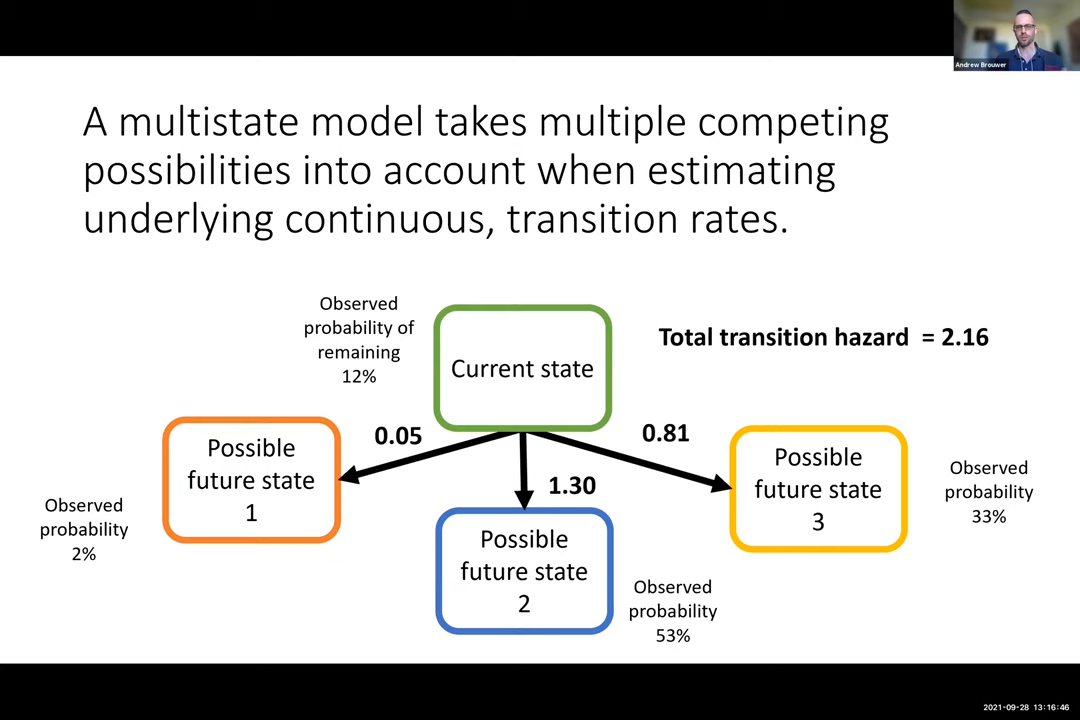 Andrew Brouwer
A multistate model takes multiple competing
possibilities into account when estimating
underlying continuous, transition rates.
Observed
probability of
remaining
12%
Current state
Total transition hazard = 2.16
0.05
1.30
0.81
Possible
future state
1
Observed
probability
2%
Possible
future state
2
Observed
probability
53%
Possible
future state
3
Observed
probability
33%
2021-09-28 13:16:46